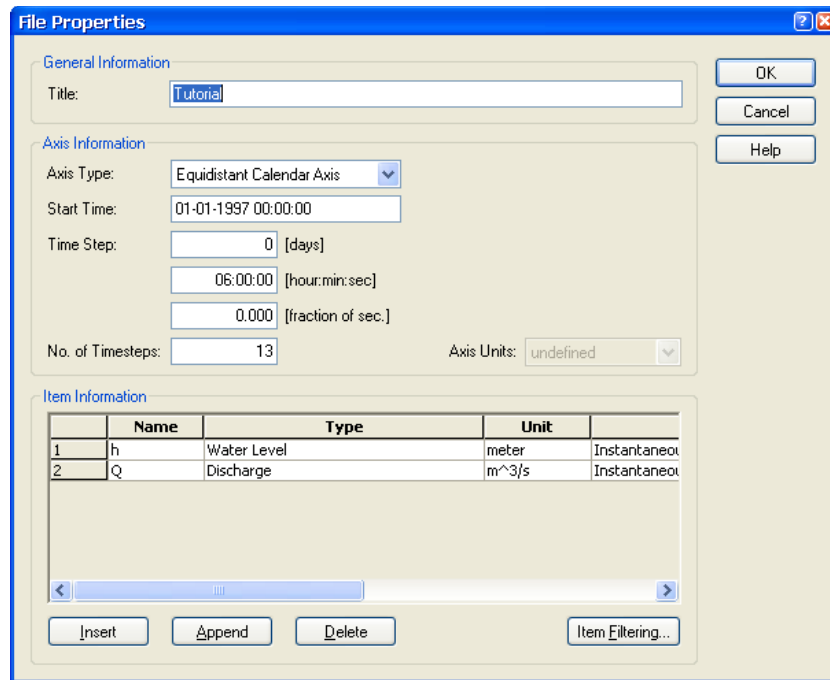 File Properties
General Information
Title: Tutorial
OK
Cancel
Help
Axis Information
Axis Type: Equidistant Calendar Axis
Start Time: 01-01-1997 00:00:00
Time Step: 0 [days]
06:00:00 [hour:min:sec]
0.000 [fraction of sec.]
No. of Timesteps: 13 Axis Units: undefined
Item Information
Name Type Unit
1 h Water Level meter Instantaneou
2 Q Discharge m^3/s Instantaneou
Insert Append Delete Item Filtering...